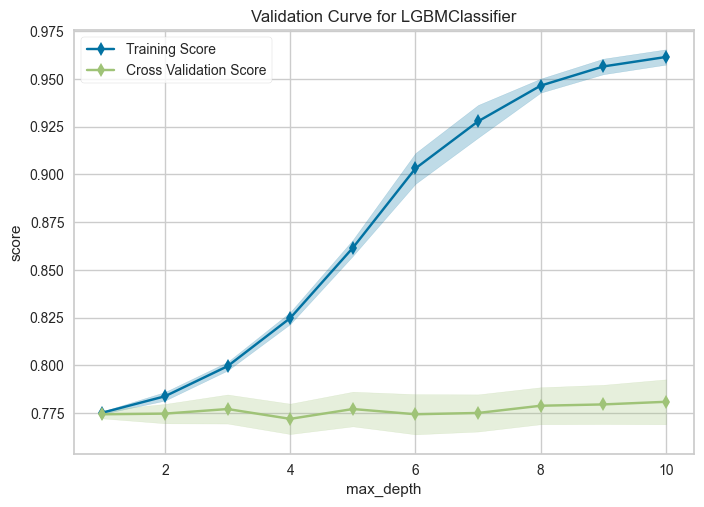 Validation Curve for LGBMClassifier
Training Score
Cross Validation Score
score
0.975
0.950
0.925
0.900
0.875
0.850
0.825
0.800
0.775
2 4 6 8 10
max_depth